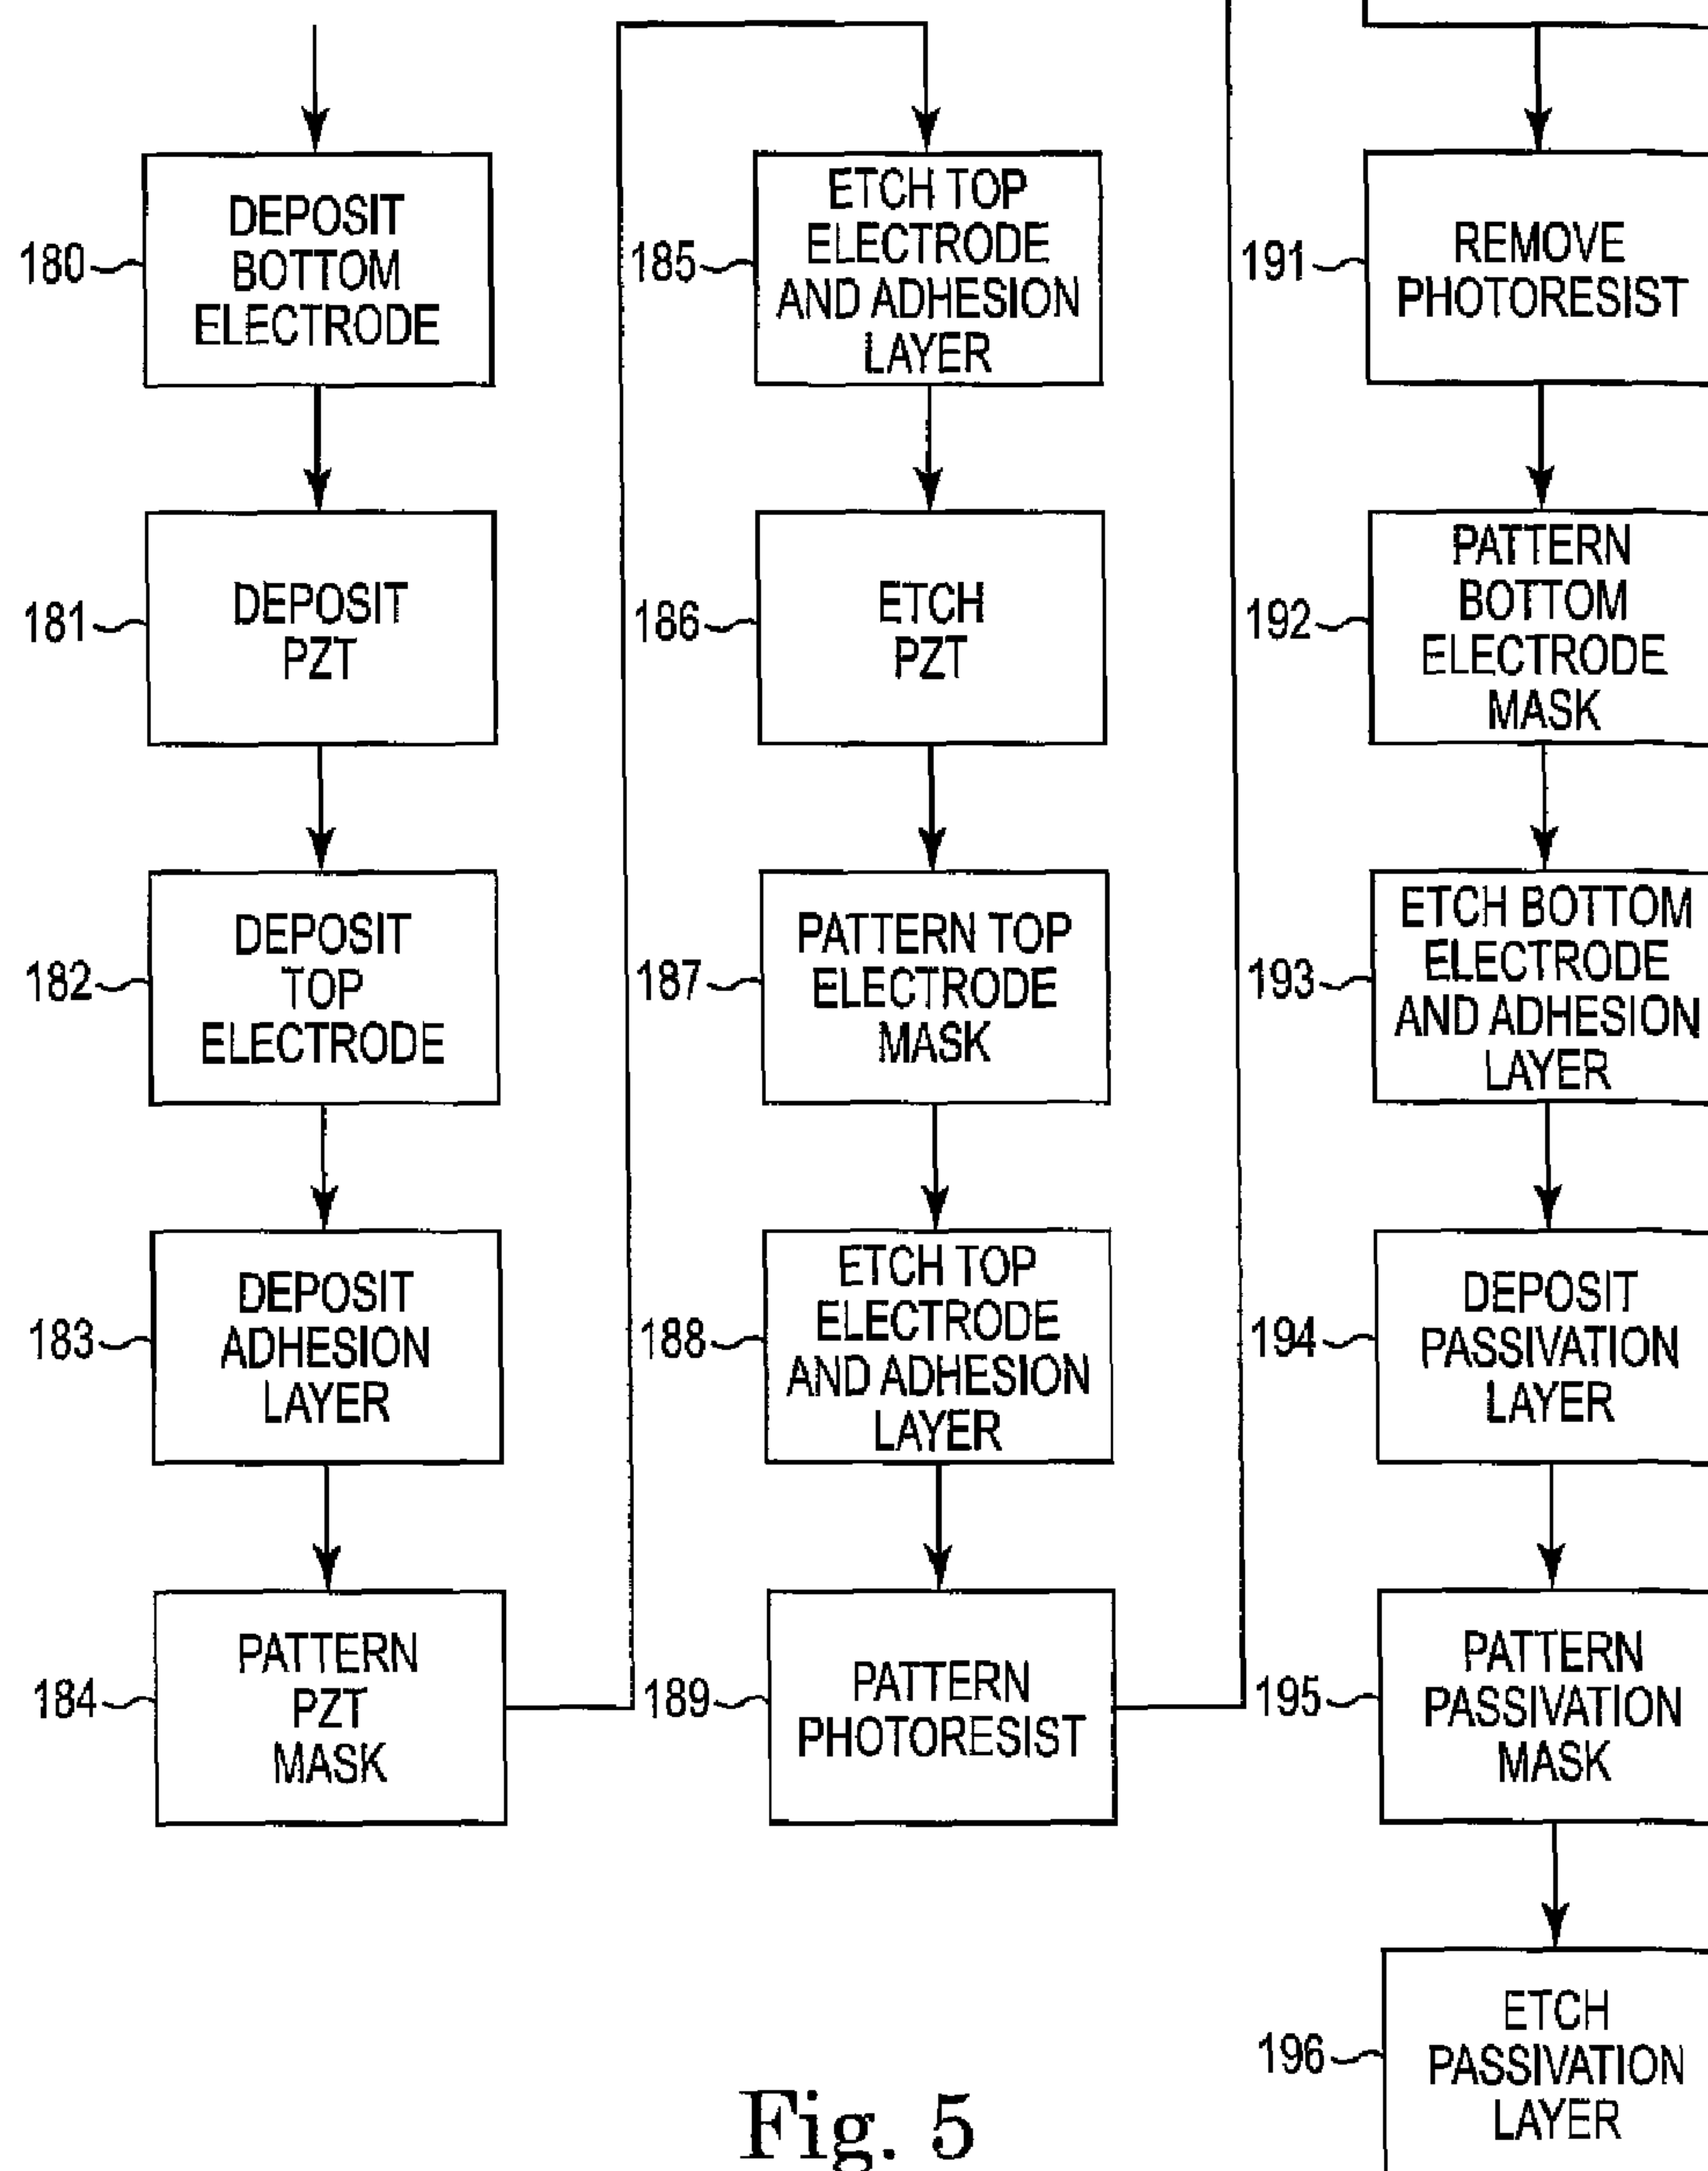 180
DEPOSIT
BOTTOM
ELECTRODE
181
DEPOSIT
PZT
182
DEPOSIT
TOP
ELECTRODE
183
DEPOSIT
ADHESION
LAYER
184
PATTERN
PZT
MASK
185
ETCH TOP
ELECTRODE
AND ADHESION
LAYER
186
ETCH
PZT
187
PATTERN TOP
ELECTRODE
MASK
188
ETCH TOP
ELECTRODE
AND ADHESION
LAYER
189
PATTERN
PHOTORESIST
191
REMOVE
PHOTORESIST
192
PATTERN
BOTTOM
ELECTRODE
MASK
193
ETCH BOTTOM
ELECTRODE
AND ADHESION
LAYER
194
DEPOSIT
PASSIVATION
LAYER
195
PATTERN
PASSIVATION
MASK
196
ETCH
PASSIVATION
LAYER
Fig. 5